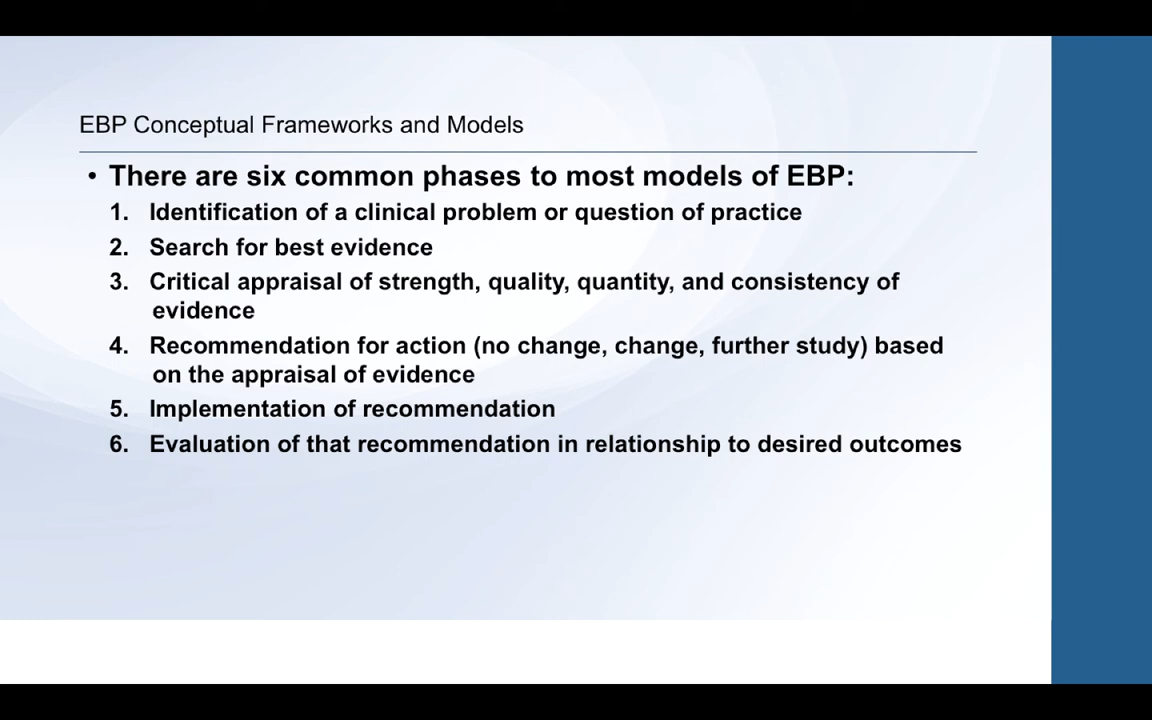 EBP Conceptual Frameworks and Models
• There are six common phases to most models of EBP:
1. Identification of a clinical problem or question of practice
2. Search for best evidence
3. Critical appraisal of strength, quality, quantity, and consistency of
evidence
4. Recommendation for action (no change, change, further study) based
on the appraisal of evidence
5. Implementation of recommendation
6. Evaluation of that recommendation in relationship to desired outcomes